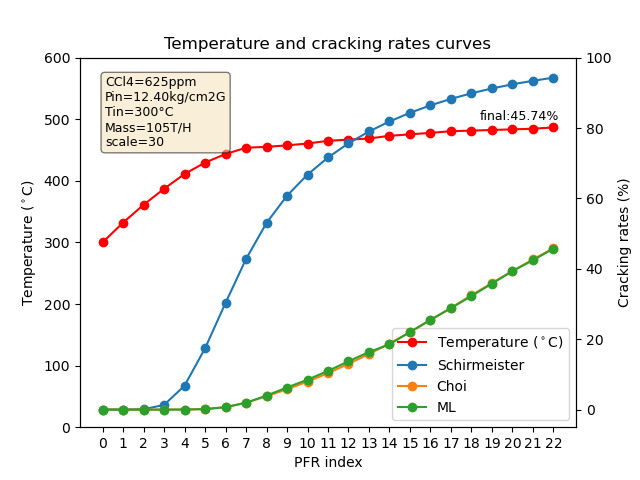 Temperature and cracking rates curves
CCl4=625ppm
Pin=12.40kg/cm2G
Tin=300°C
Mass=105T/H
scale=30
final:45.74%
600
500
400
300
200
100
0
Temperature (°C)
100
80
60
40
20
0
Cracking rates (%)
Temperature (°C)
Schirmeister
Choi
ML
0 1 2 3 4 5 6 7 8 9 10 11 12 13 14 15 16 17 18 19 20 21 22
PFR index